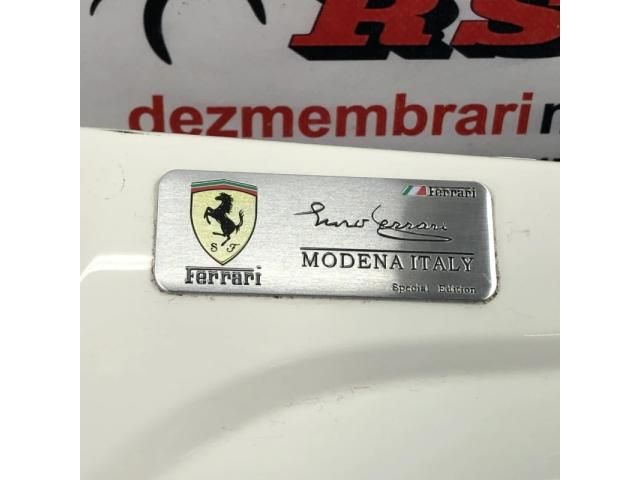 RS
dezmembrari
S F
Ferrari
Ferrari
Enzo Ferrari
MODENA ITALY
Special Edition